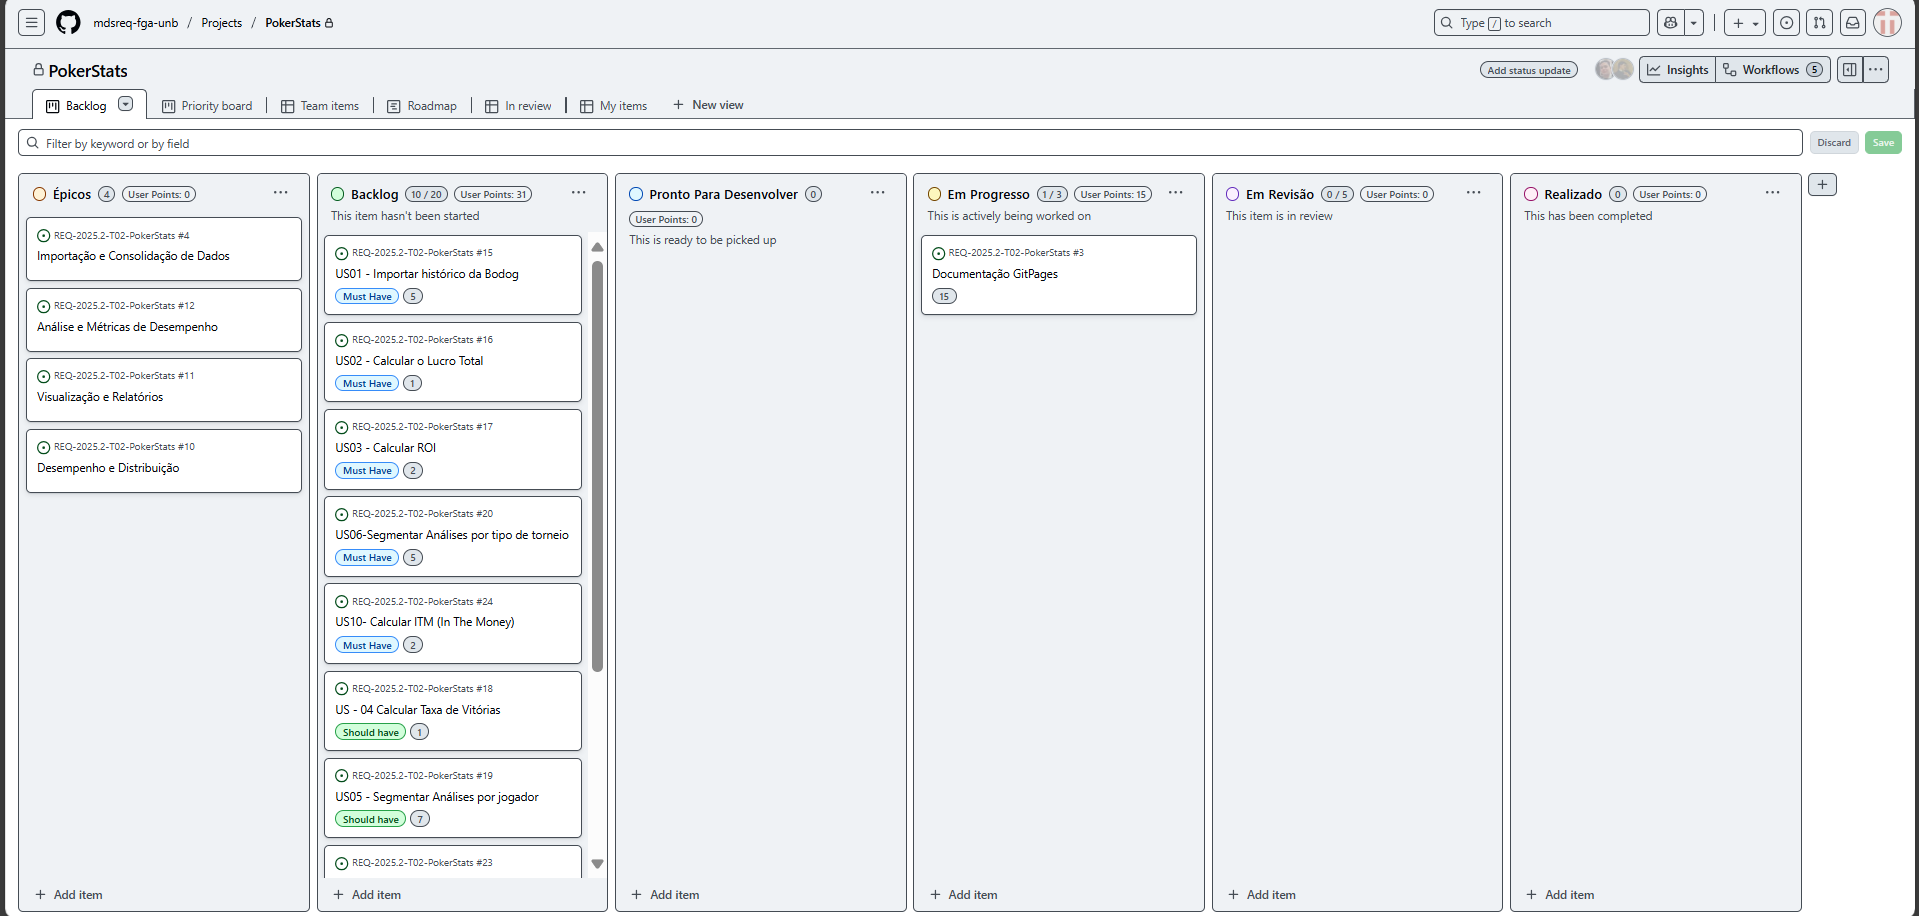 mdsreq-fga-unb / Projects / PokerStats
Type / to search
PokerStats
Add status update
Insights
Workflows 5
Backlog
Priority board
Team items
Roadmap
In review
My items
+ New view
Filter by keyword or by field
Discard
Save
Épicos 4 User Points: 0
REQ-2025.2-T02-PokerStats #4
Importação e Consolidação de Dados
REQ-2025.2-T02-PokerStats #12
Análise e Métricas de Desempenho
REQ-2025.2-T02-PokerStats #11
Visualização e Relatórios
REQ-2025.2-T02-PokerStats #10
Desempenho e Distribuição
+ Add item
Backlog 10 / 20 User Points: 31
This item hasn't been started
REQ-2025.2-T02-PokerStats #15
US01 - Importar histórico da Bodog
Must Have 5
REQ-2025.2-T02-PokerStats #16
US02 - Calcular o Lucro Total
Must Have 1
REQ-2025.2-T02-PokerStats #17
US03 - Calcular ROI
Must Have 2
REQ-2025.2-T02-PokerStats #20
US06-Segmentar Análises por tipo de torneio
Must Have 5
REQ-2025.2-T02-PokerStats #24
US10- Calcular ITM (In The Money)
Must Have 2
REQ-2025.2-T02-PokerStats #18
US - 04 Calcular Taxa de Vitórias
Should have 1
REQ-2025.2-T02-PokerStats #19
US05 - Segmentar Análises por jogador
Should have 7
REQ-2025.2-T02-PokerStats #23
+ Add item
Pronto Para Desenvolver 0
User Points: 0
This is ready to be picked up
+ Add item
Em Progresso 1 / 3 User Points: 15
This is actively being worked on
REQ-2025.2-T02-PokerStats #3
Documentação GitPages
15
+ Add item
Em Revisão 0 / 5 User Points: 0
This item is in review
+ Add item
Realizado 0 User Points: 0
This has been completed
+ Add item